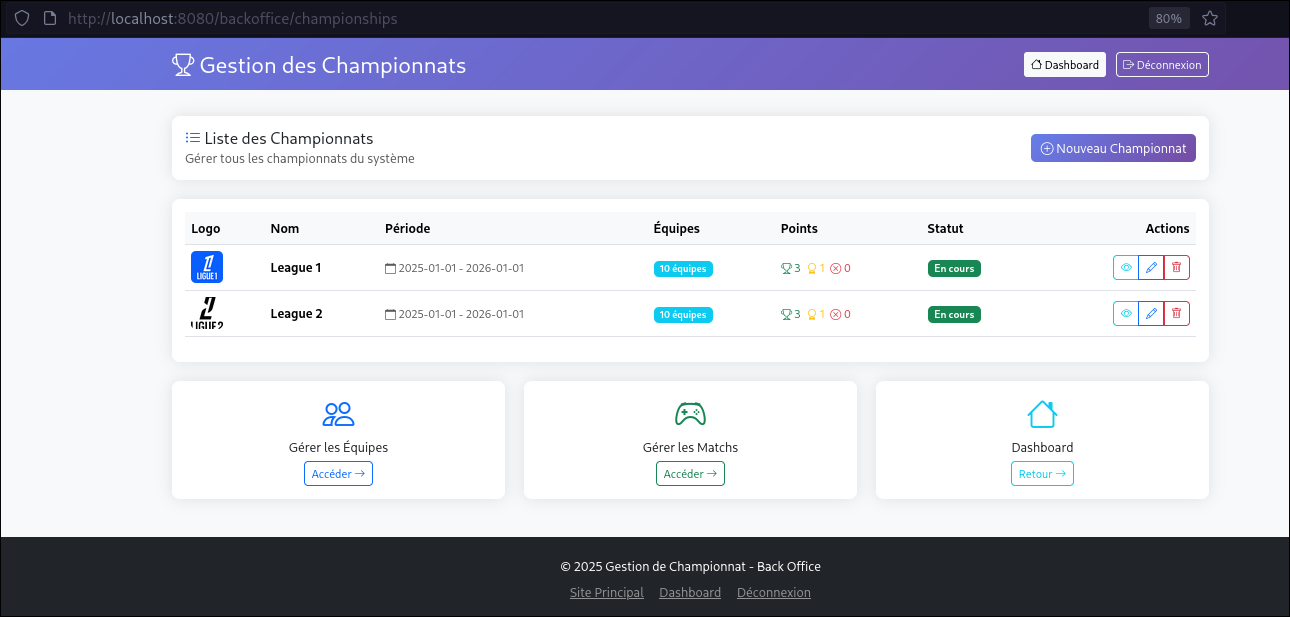 http://localhost:8080/backoffice/championships 80%
Gestion des Championnats Dashboard Déconnexion
Liste des Championnats
Gérer tous les championnats du système
Nouveau Championnat
Logo Nom Période Équipes Points Statut Actions
LIGUE1 League 1 2025-01-01 - 2026-01-01 10 équipes 3 1 0 En cours
LIGUE2 League 2 2025-01-01 - 2026-01-01 10 équipes 3 1 0 En cours
Gérer les Équipes Gérer les Matchs Dashboard
Accéder → Accéder → Retour →
© 2025 Gestion de Championnat - Back Office
Site Principal Dashboard Déconnexion